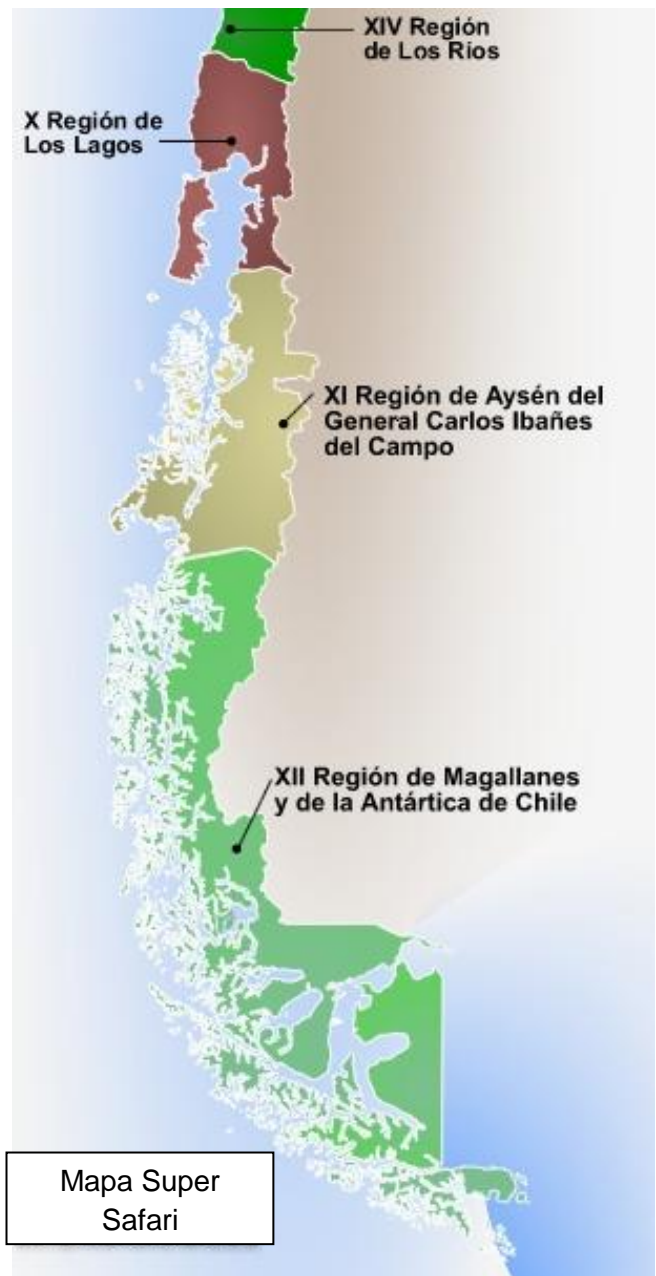 XIV Región
de Los Rios
X Región de
Los Lagos
XI Región de Aysén del
General Carlos Ibañes
del Campo
XII Región de Magallanes
y de la Antártica de Chile
Mapa Super
Safari